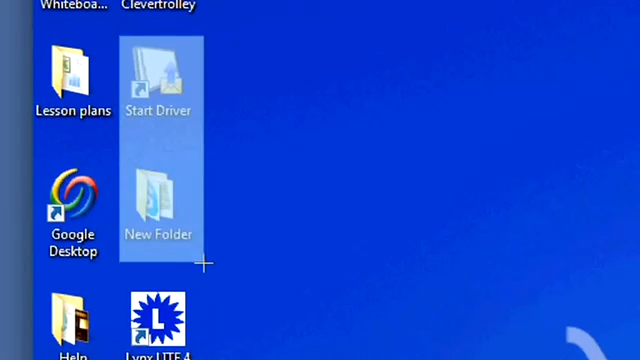 Whiteboa...
Clevertrolley
Lesson plans
Start Driver
Google
Desktop
New Folder
Help
Lynx LITE 4
L